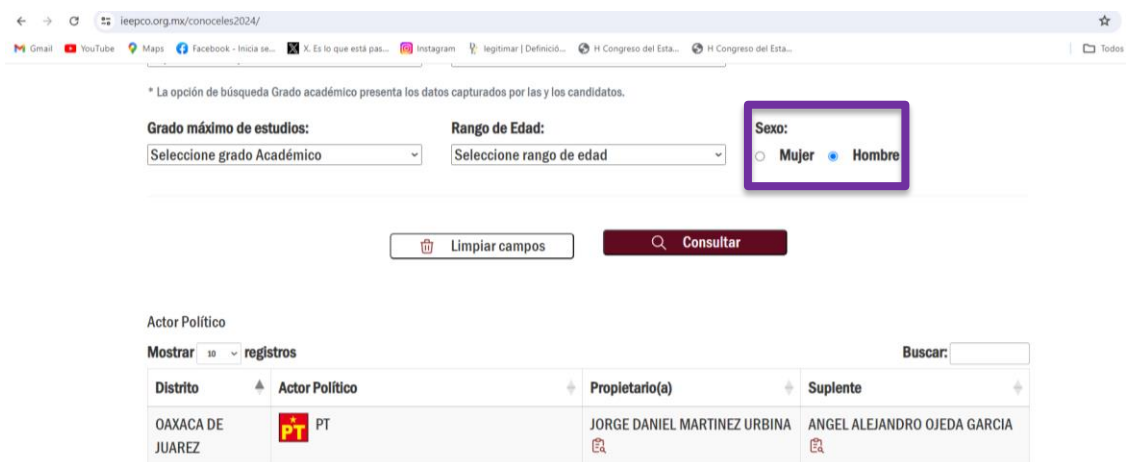 ieepco.org.mx/conoceles2024/
Gmail YouTube Maps Facebook - Inicia se... X. Es lo que está pas... Instagram legitimar | Definició... H Congreso del Esta... H Congreso del Esta... Todos
* La opción de búsqueda Grado académico presenta los datos capturados por las y los candidatos.
Grado máximo de estudios: Rango de Edad: Sexo:
Seleccione grado Académico Seleccione rango de edad Mujer Hombre
Limpiar campos Consultar
Actor Político
Mostrar 10 registros Buscar:
Distrito Actor Político Propietario(a) Suplente
OAXACA DE PT PT JORGE DANIEL MARTINEZ URBINA ANGEL ALEJANDRO OJEDA GARCIA
JUAREZ